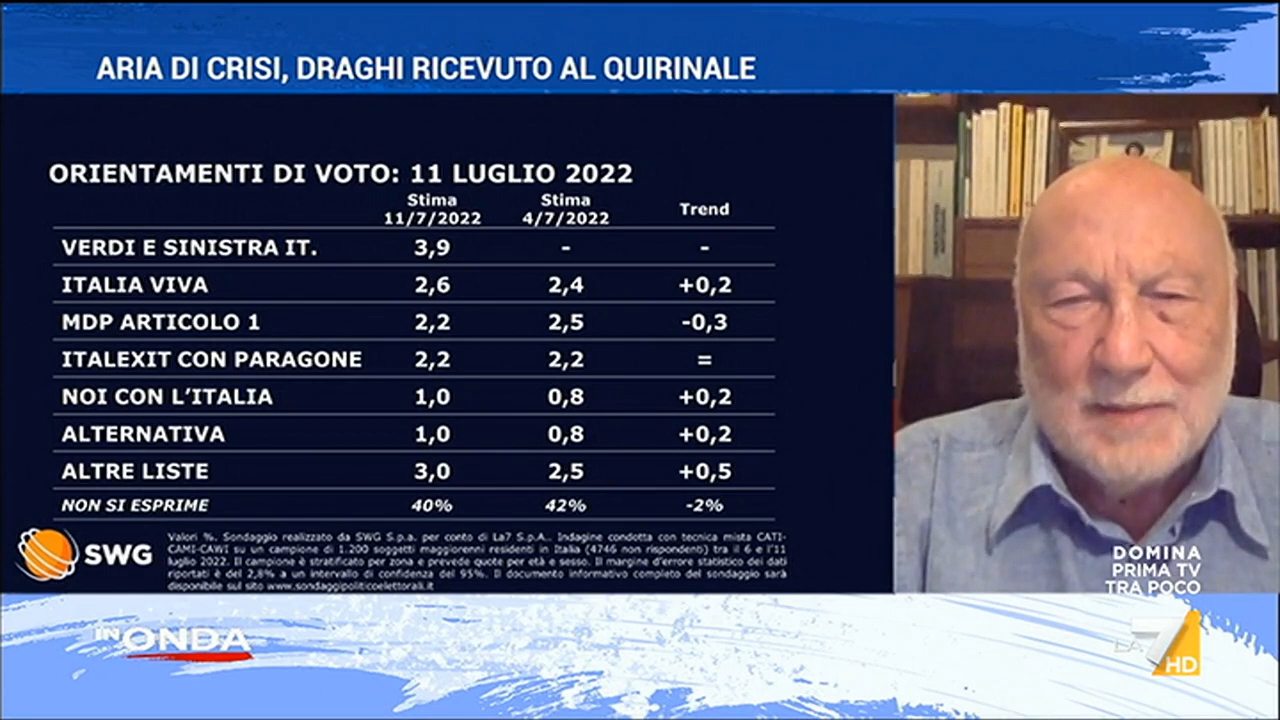 ARIA DI CRISI, DRAGHI RICEVUTO AL QUIRINALE
ORIENTAMENTI DI VOTO: 11 LUGLIO 2022
Stima 11/7/2022 Stima 4/7/2022 Trend
VERDI E SINISTRA IT. 3,9 - -
ITALIA VIVA 2,6 2,4 +0,2
MDP ARTICOLO 1 2,2 2,5 -0,3
ITALEXIT CON PARAGONE 2,2 2,2 =
NOI CON L'ITALIA 1,0 0,8 +0,2
ALTERNATIVA 1,0 0,8 +0,2
ALTRE LISTE 3,0 2,5 +0,5
NON SI ESPRIME 40% 42% -2%
SWG
Valori %. Sondaggio realizzato da SWG S.p.a. per conto di La7 S.p.A.. Indagine condotta con tecnica mista CATI-
CAMI-CAWI su un campione di 1.200 soggetti maggiorenni residenti in Italia (4746 non rispondenti) tra il 6 e l'11
luglio 2022. Il campione è stratificato per zona e prevede quote per età e sesso. Il margine d'errore statistico dei dati
riportati è del 2,8% a un intervallo di confidenza del 95%. Il documento informativo completo del sondaggio sarà
disponibile sul sito www.sondaggipoliticoelettorali.it
DOMINA
PRIMA TV
TRA POCO
IN ONDA
LA 7 HD